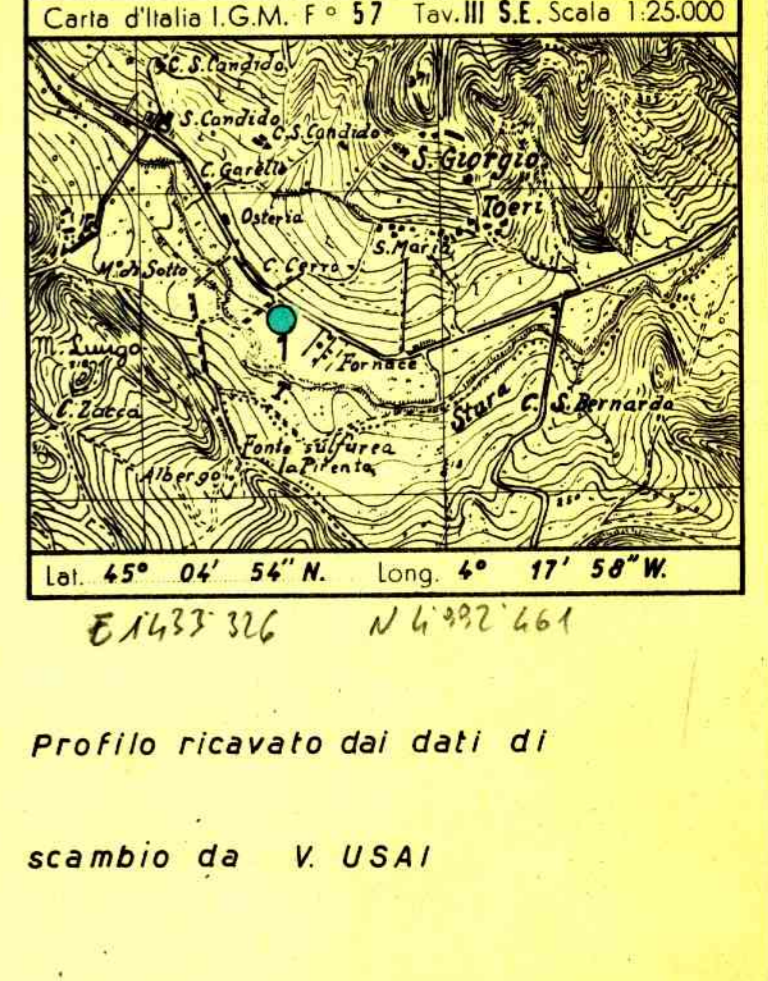 Carta d'Italia I.G.M. F° 57 Tav. III S.E. Scala 1:25.000
C. S. Candido
S. Candido
C. S. Candido
S. Giorgio
C. Garelli
Osteria
Toeri
S. Maria
C. Cerro
M.º di Sotto
M. Luigo
Fornace
C. Zacca
Stura
C. S. Bernarda
Fonte sulfurea
la Pirenta
Albergo
Lat. 45° 04' 54" N. Long. 4° 17' 58" W.
E 1433 326 N 4992 461
Profilo ricavato dai dati di
scambio da V. USAI